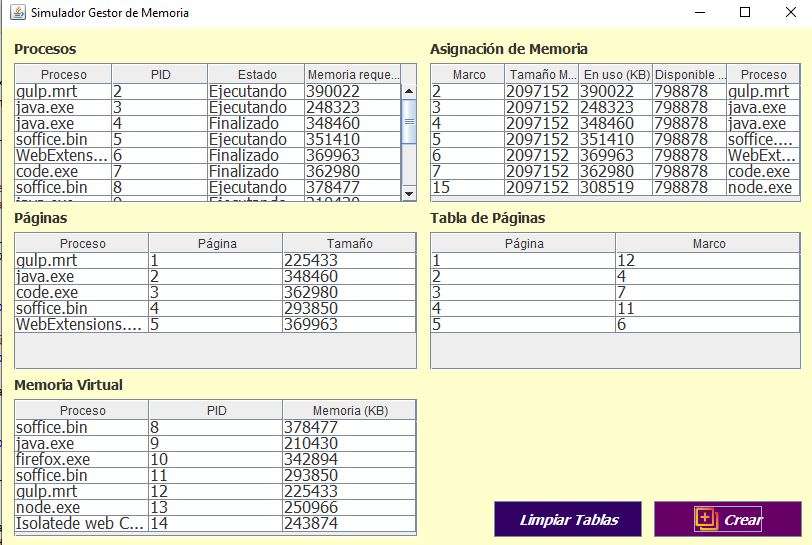 Simulador Gestor de Memoria
Procesos
Proceso PID Estado Memoria reque...
gulp.mrt 2 Ejecutando 390022
java.exe 3 Ejecutando 248323
java.exe 4 Finalizado 348460
soffice.bin 5 Ejecutando 351410
WebExtens... 6 Finalizado 369963
code.exe 7 Finalizado 362980
soffice.bin 8 Ejecutando 378477
java.exe 9 Ejecutando 210430
Asignación de Memoria
Marco Tamaño M... En uso (KB) Disponible ... Proceso
2 2097152 390022 798878 gulp.mrt
3 2097152 248323 798878 java.exe
4 2097152 348460 798878 java.exe
5 2097152 351410 798878 soffice....
6 2097152 369963 798878 WebExt...
7 2097152 362980 798878 code.exe
15 2097152 308519 798878 node.exe
Páginas
Proceso Página Tamaño
gulp.mrt 1 225433
java.exe 2 348460
code.exe 3 362980
soffice.bin 4 293850
WebExtensions.... 5 369963
Tabla de Páginas
Página Marco
1 12
2 4
3 7
4 11
5 6
Memoria Virtual
Proceso PID Memoria (KB)
soffice.bin 8 378477
java.exe 9 210430
firefox.exe 10 342894
soffice.bin 11 293850
gulp.mrt 12 225433
node.exe 13 250966
Isolatede web C... 14 243874
Limpiar Tablas
Crear